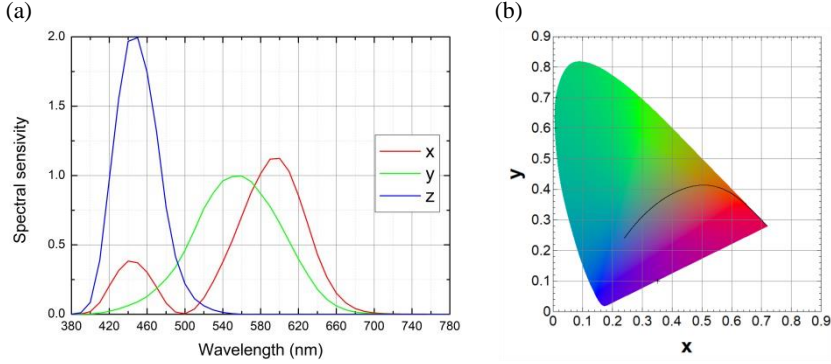 (a)
2.0
1.5
1.0
0.5
0.0
Spectral sensivity
x
y
z
380 420 460 500 540 580 620 660 700 740 780
Wavelength (nm)
(b)
0.9
0.8
0.7
0.6
0.5
0.4
0.3
0.2
0.1
0
y
0 0.1 0.2 0.3 0.4 0.5 0.6 0.7 0.8 0.9
x